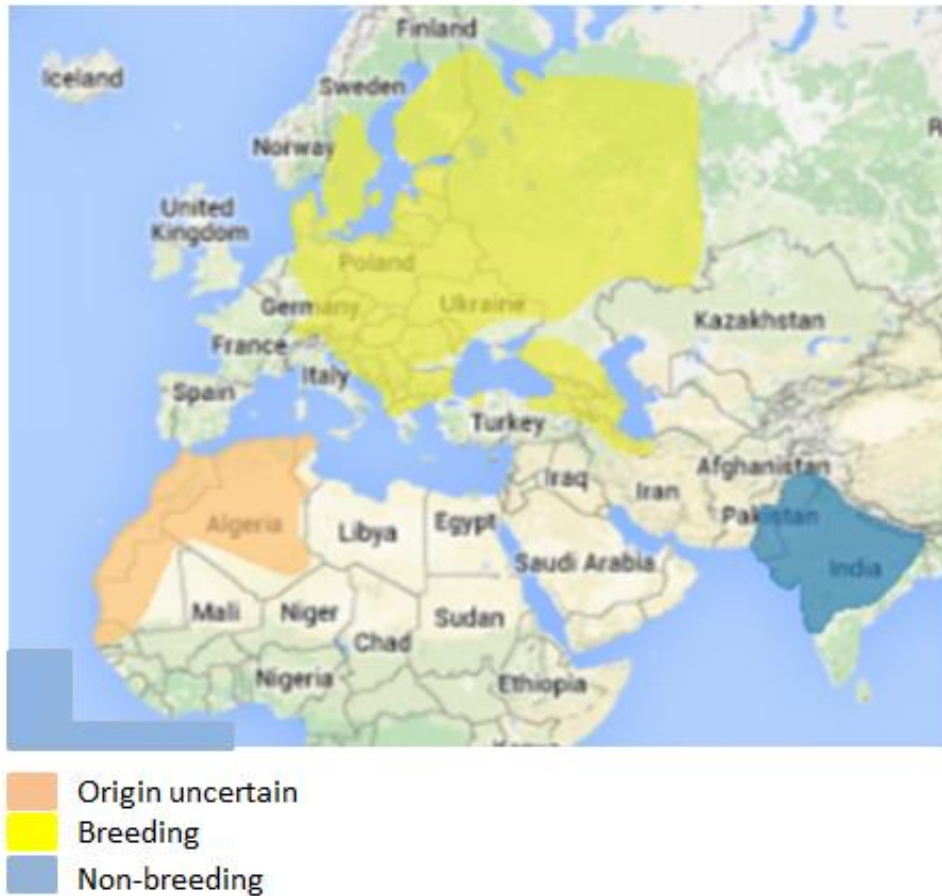 Finland
Iceland
Sweden
Norway
United
Kingdom
Poland
Germany
Ukraine
France
Kazakhstan
Italy
Spain
Turkey
Afghanistan
Iraq
Iran
Pakistan
Algeria
Libya
Egypt
Saudi Arabia
India
Mali
Niger
Sudan
Chad
Nigeria
Ethiopia
Origin uncertain
Breeding
Non-breeding